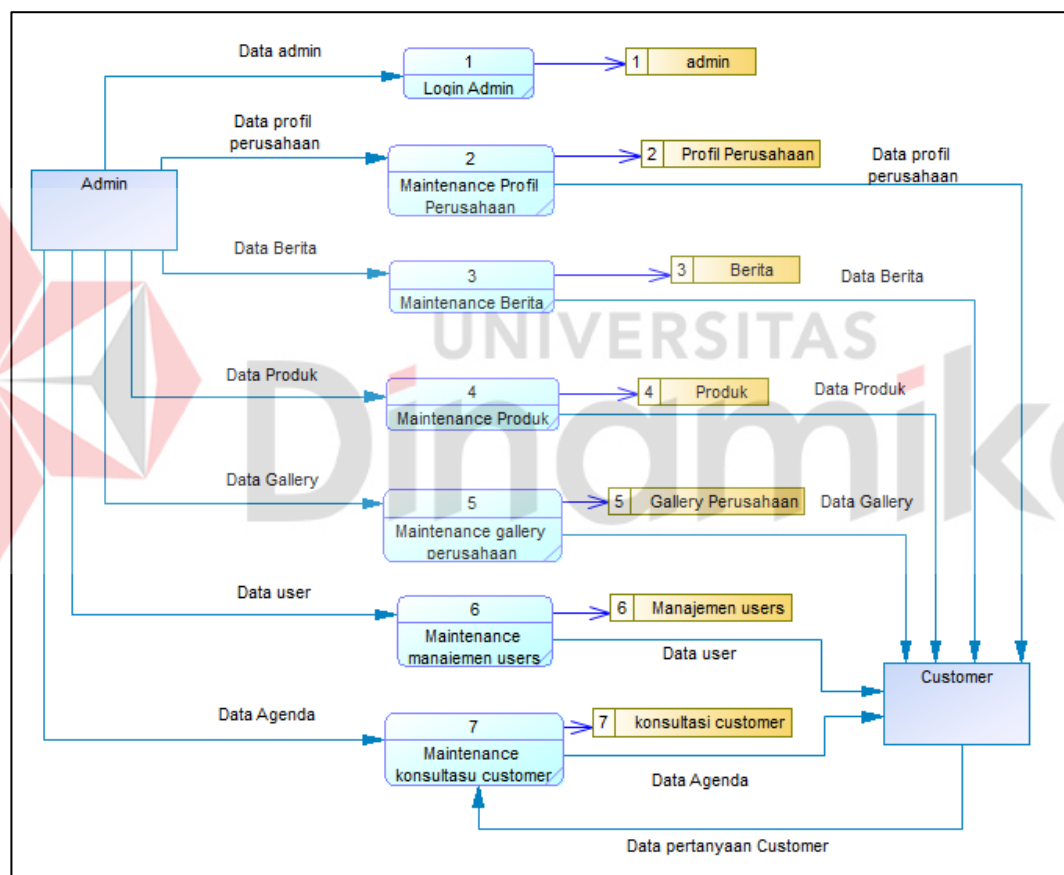 Data admin
1
Login Admin
1 admin
Data profil
perusahaan
2
Maintenance Profil
Perusahaan
2 Profil Perusahaan
Data profil
perusahaan
Admin
Data Berita
3
Maintenance Berita
3 Berita
Data Berita
UNIVERSITAS
Dinamika
Data Produk
4
Maintenance Produk
4 Produk
Data Produk
Data Gallery
5
Maintenance gallery
perusahaan
5 Gallery Perusahaan
Data Gallery
Data user
6
Maintenance
manajemen users
6 Manajemen users
Data user
Customer
Data Agenda
7
Maintenance
konsultasu customer
7 konsultasi customer
Data Agenda
Data pertanyaan Customer